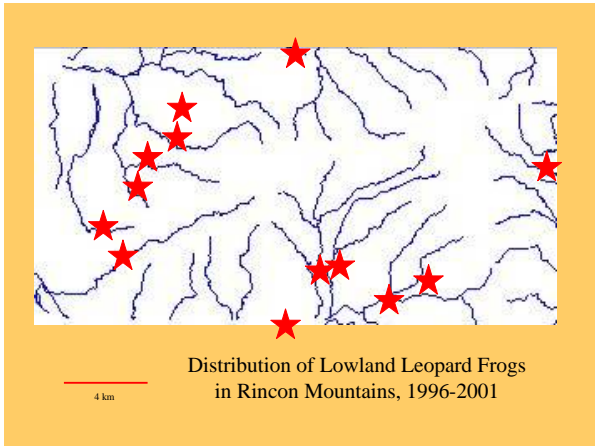 4 km
Distribution of Lowland Leopard Frogs
in Rincon Mountains, 1996-2001